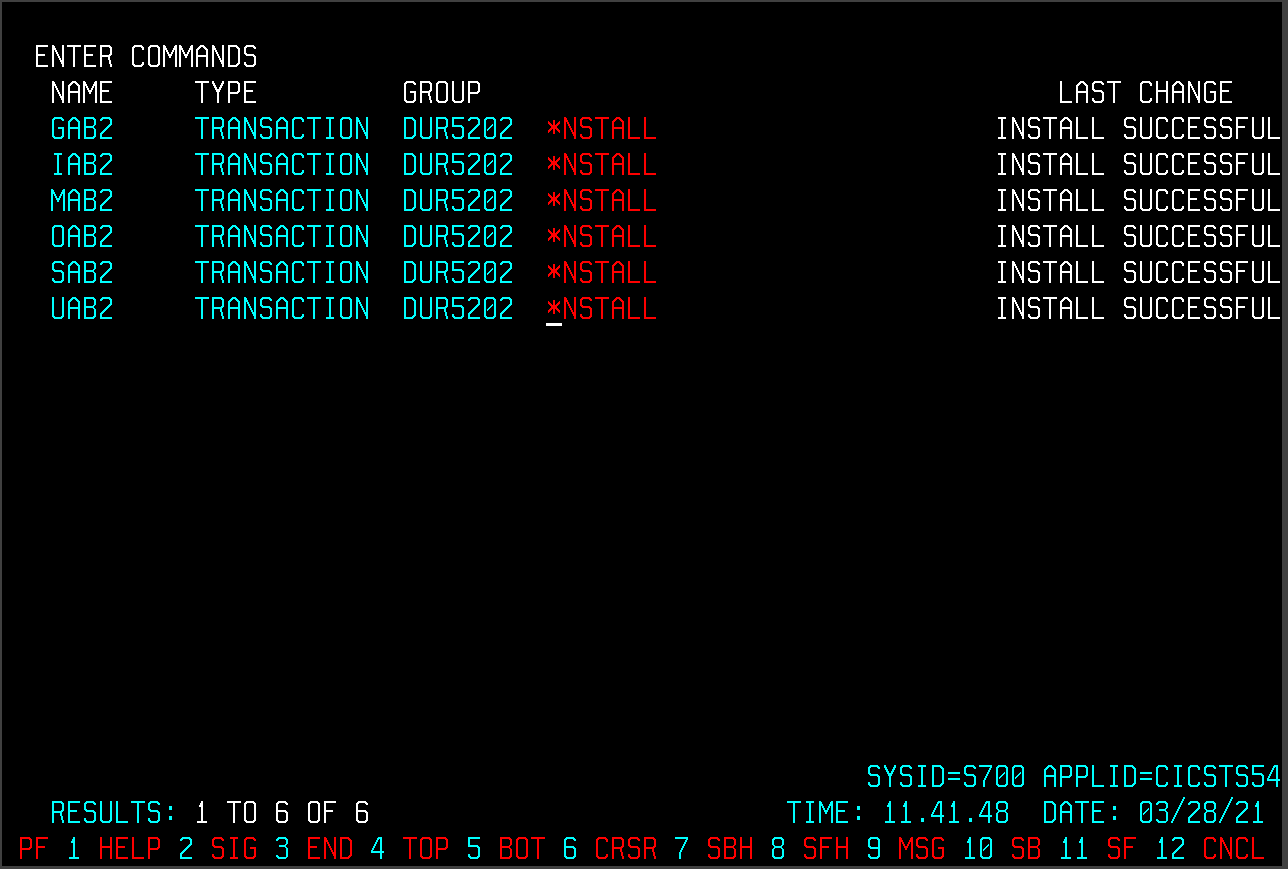 ENTER COMMANDS
NAME TYPE GROUP LAST CHANGE
GAB2 TRANSACTION DUR5202 *NSTALL INSTALL SUCCESSFUL
IAB2 TRANSACTION DUR5202 *NSTALL INSTALL SUCCESSFUL
MAB2 TRANSACTION DUR5202 *NSTALL INSTALL SUCCESSFUL
OAB2 TRANSACTION DUR5202 *NSTALL INSTALL SUCCESSFUL
SAB2 TRANSACTION DUR5202 *NSTALL INSTALL SUCCESSFUL
UAB2 TRANSACTION DUR5202 *NSTALL INSTALL SUCCESSFUL
SYSID=S700 APPLID=CICSTS54
RESULTS: 1 TO 6 OF 6 TIME: 11.41.48 DATE: 03/28/21
PF 1 HELP 2 SIG 3 END 4 TOP 5 BOT 6 CRSR 7 SBH 8 SFH 9 MSG 10 SB 11 SF 12 CNCL